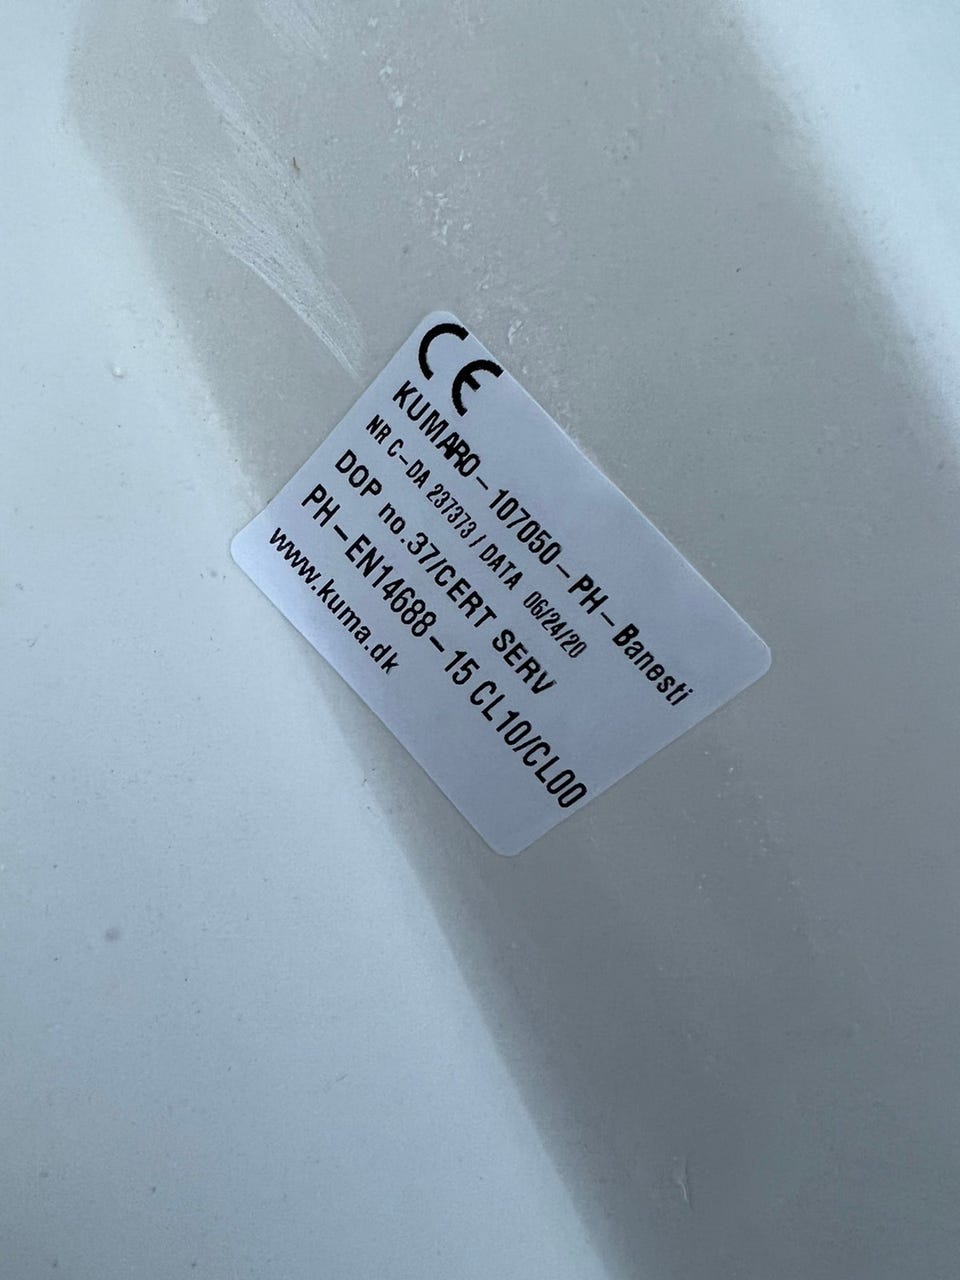 CE
KUMARO-107050-PH-Banesti
NR C-DA 237373 / DATA 06/24/20
DOP no.37/CERT SERV
PH-EN14688-15 CL10/CL00
www.kuma.dk